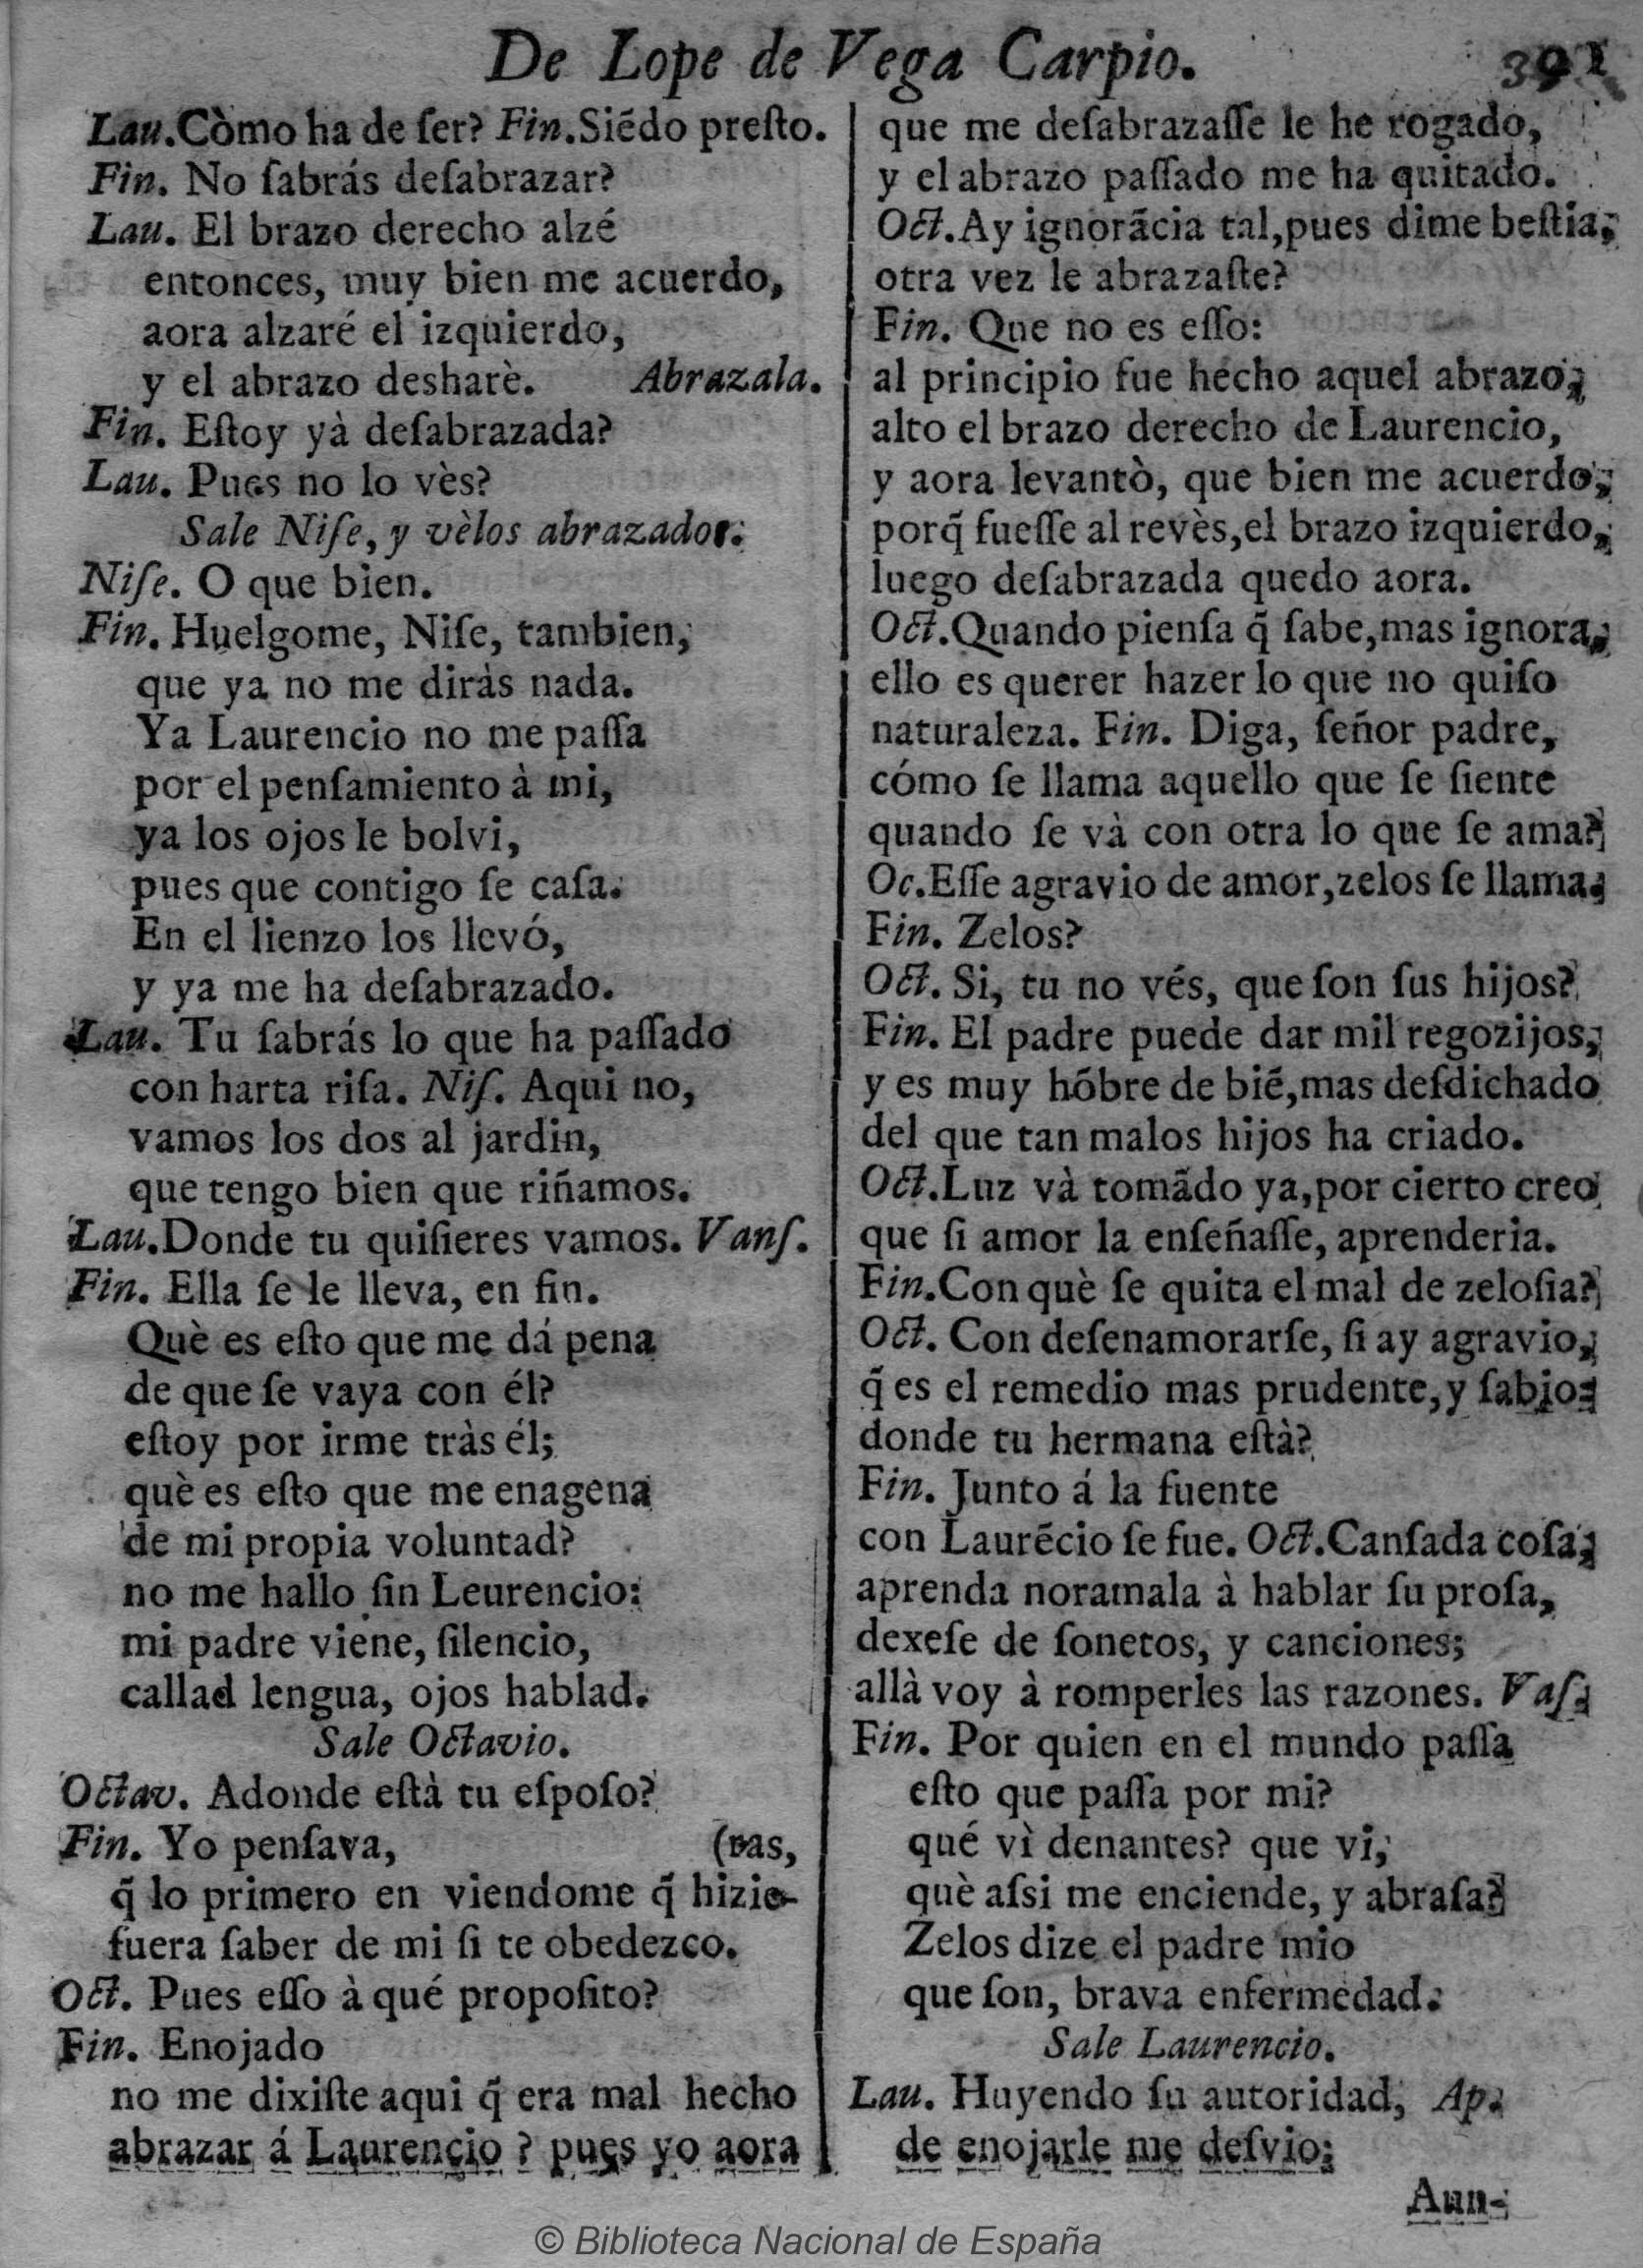 De Lope de Vega Carpio. 391
Lau.Còmo ha de ſer? Fin.Siẽdo preſto.
Fin. No ſabrás deſabrazar?
Lau. El brazo derecho alzé
entonces, muy bien me acuerdo,
aora alzaré el izquierdo,
y el abrazo desharè. Abrazala.
Fin. Eſtoy yà deſabrazada?
Lau. Pues no lo vès?
Sale Niſe, y vèlos abrazados.
Niſe. O que bien.
Fin. Huelgome, Niſe, tambien,
que ya no me diràs nada.
Ya Laurencio no me paſſa
por el penſamiento à mi,
ya los ojos le bolvi,
pues que contigo ſe caſa.
En el lienzo los llevó,
y ya me ha deſabrazado.
Lau. Tu ſabrás lo que ha paſſado
con harta riſa. Niſ. Aqui no,
vamos los dos al jardin,
que tengo bien que riñamos.
Lau.Donde tu quiſieres vamos. Vanſ.
Fin. Ella ſe le lleva, en fin.
Què es eſto que me dá pena
de que ſe vaya con él?
eſtoy por irme tràs él;
què es eſto que me enagena
de mi propia voluntad?
no me hallo ſin Leurencio:
mi padre viene, ſilencio,
callad lengua, ojos hablad.
Sale Octavio.
Octav. Adonde eſtà tu eſpoſo?
Fin. Yo penſava, (ras,
q̃ lo primero en viendome q̃ hizie-
fuera ſaber de mi ſi te obedezco.
Oct. Pues eſſo à qué propoſito?
Fin. Enojado
no me dixiſte aqui q̃ era mal hecho
abrazar á Laurencio ? pues yo aora
que me deſabrazaſſe le he rogado,
y el abrazo paſſado me ha quitado.
Oct.Ay ignorãcia tal,pues dime beſtia,
otra vez le abrazaſte?
Fin. Que no es eſſo:
al principio fue hecho aquel abrazo,
alto el brazo derecho de Laurencio,
y aora levantò, que bien me acuerdo,
porq̃ fueſſe al revès,el brazo izquierdo,
luego deſabrazada quedo aora.
Oct.Quando pienſa q̃ ſabe,mas ignora,
ello es querer hazer lo que no quiſo
naturaleza. Fin. Diga, ſeñor padre,
cómo ſe llama aquello que ſe ſiente
quando ſe và con otra lo que ſe ama?
Oc.Eſſe agravio de amor,zelos ſe llama.
Fin. Zelos?
Oct. Si, tu no vés, que ſon ſus hijos?
Fin. El padre puede dar mil regozijos,
y es muy hõbre de biẽ,mas deſdichado
del que tan malos hijos ha criado.
Oct.Luz và tomãdo ya,por cierto creo
que ſi amor la enſeñaſſe, aprenderia.
Fin.Con què ſe quita el mal de zeloſia?
Oct. Con deſenamorarſe, ſi ay agravio,
q̃ es el remedio mas prudente,y ſabio:
donde tu hermana eſtà?
Fin. Junto á la fuente
con Laurẽcio ſe fue. Oct.Canſada coſa,
aprenda noramala à hablar ſu proſa,
dexeſe de ſonetos, y canciones;
allà voy à romperles las razones. Vaſ.
Fin. Por quien en el mundo paſſa
eſto que paſſa por mi?
qué vì denantes? que vi,
què aſsi me enciende, y abraſa?
Zelos dize el padre mio
que ſon, brava enfermedad.
Sale Laurencio.
Lau. Huyendo ſu autoridad, Ap.
de enojarle me deſvio;
Aun-
© Biblioteca Nacional de España